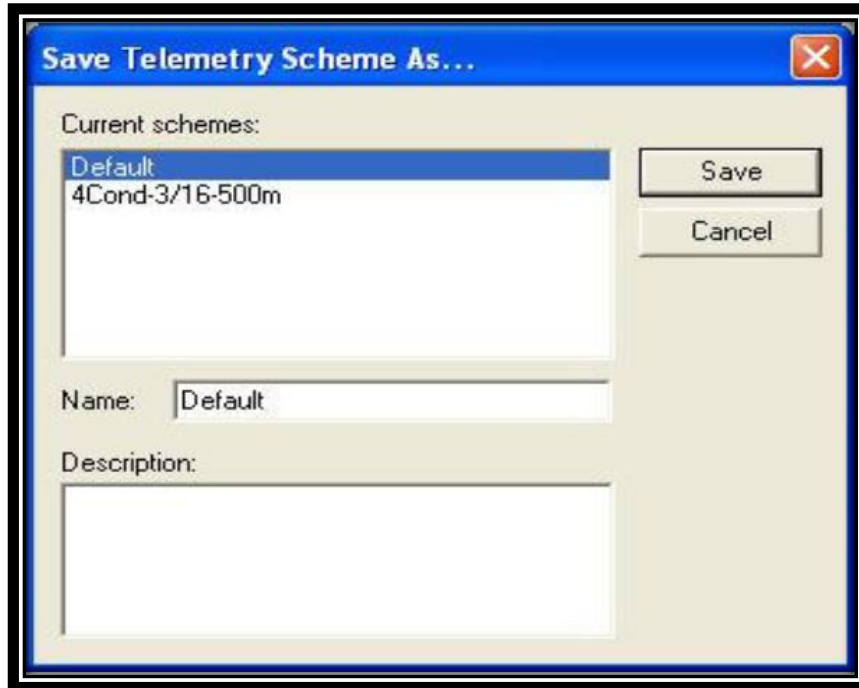 Save Telemetry Scheme As...
Current schemes:
Default
4Cond-3/16-500m
Save
Cancel
Name: Default
Description: